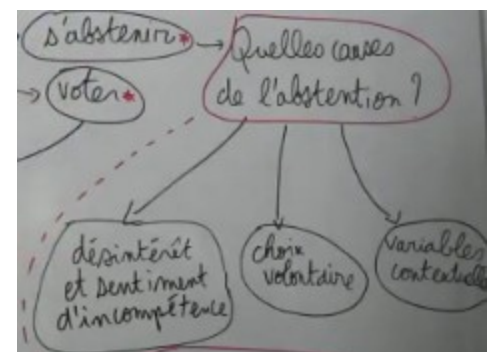 s'abstenir*
Quelles causes
de l'abstention ?
voter*
désintérêt
et sentiment
d'incompétence
choix
volontaire
variables
contextuelles